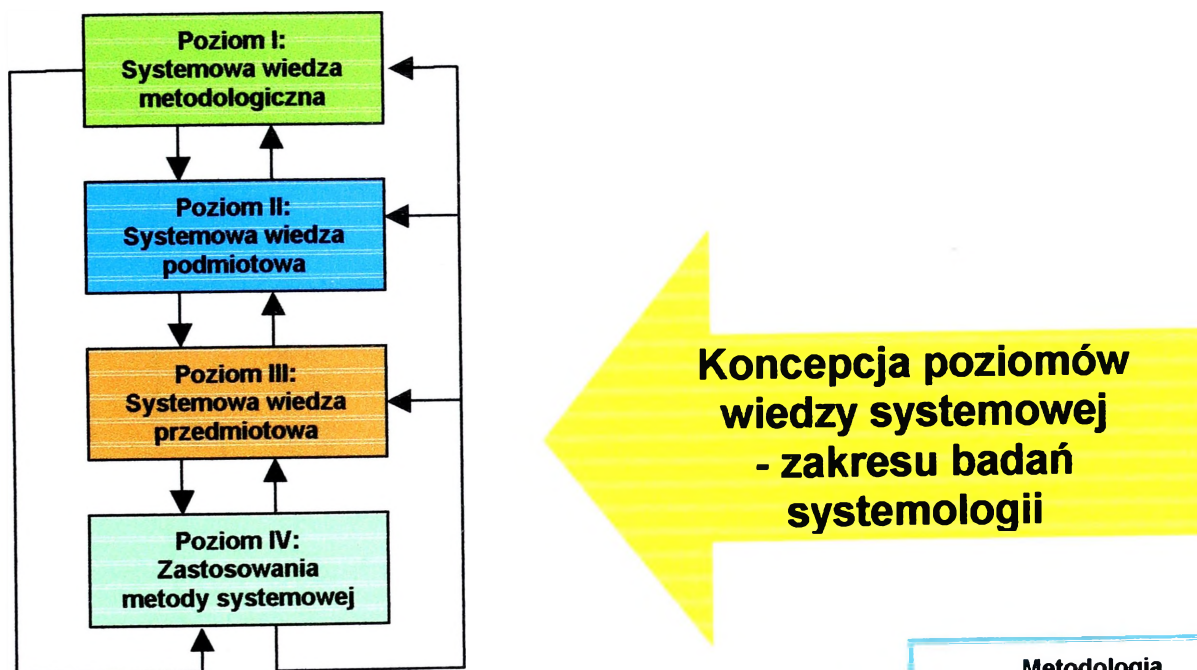 Poziom I:
Systemowa wiedza
metodologiczna
Poziom II:
Systemowa wiedza
podmiotowa
Poziom III:
Systemowa wiedza
przedmiotowa
Poziom IV:
Zastosowania
metody systemowej
Koncepcja poziomów
wiedzy systemowej
- zakresu badań
systemologii
Metodologia